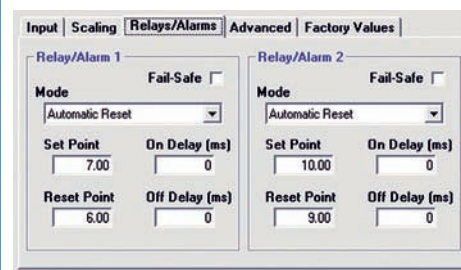 Input Scaling Relays/Alarms Advanced Factory Values
Relay/Alarm 1
Fail-Safe
Mode
Automatic Reset
Set Point On Delay (ms)
7.00 0
Reset Point Off Delay (ms)
6.00 0
Relay/Alarm 2
Fail-Safe
Mode
Automatic Reset
Set Point On Delay (ms)
10.00 0
Reset Point Off Delay (ms)
9.00 0